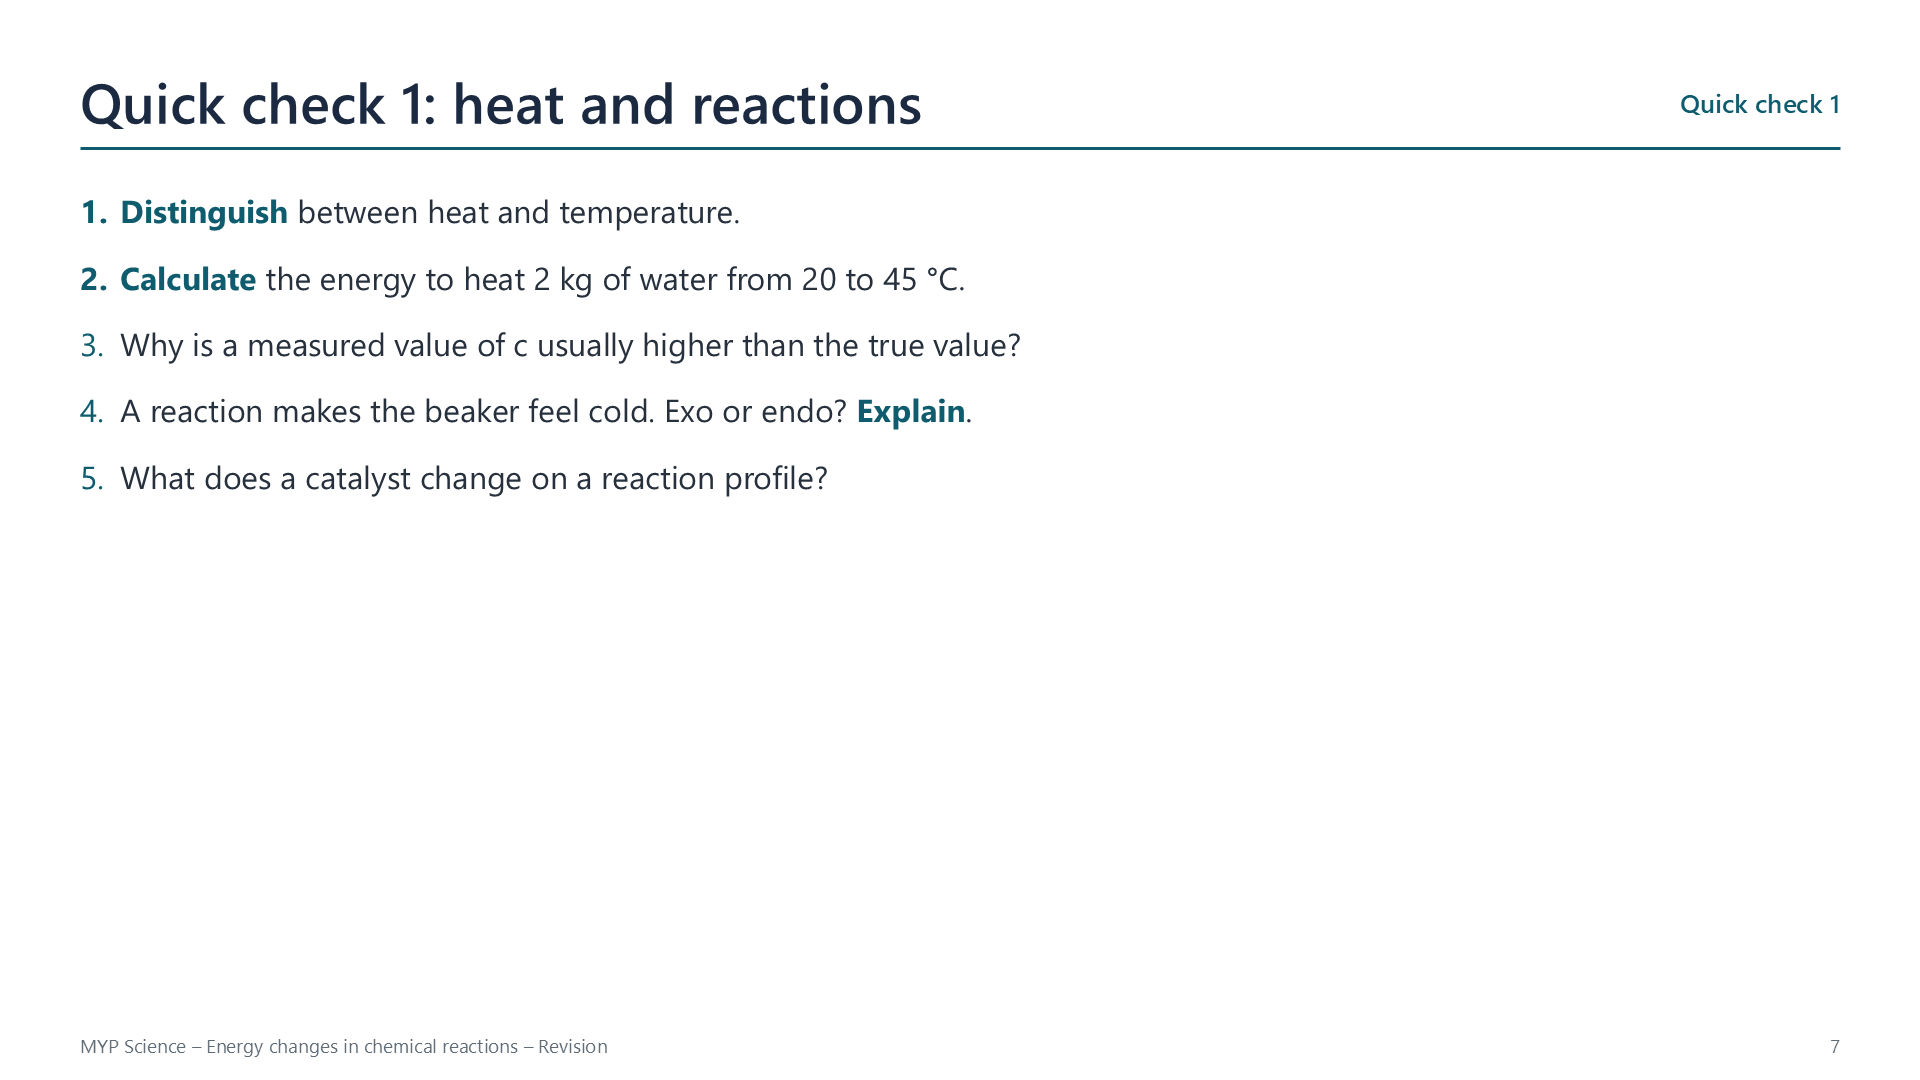 Quick check 1: heat and reactions
Quick check 1
1. Distinguish between heat and temperature.
2. Calculate the energy to heat 2 kg of water from 20 to 45 °C.
3. Why is a measured value of c usually higher than the true value?
4. A reaction makes the beaker feel cold. Exo or endo? Explain.
5. What does a catalyst change on a reaction profile?
MYP Science – Energy changes in chemical reactions – Revision
7